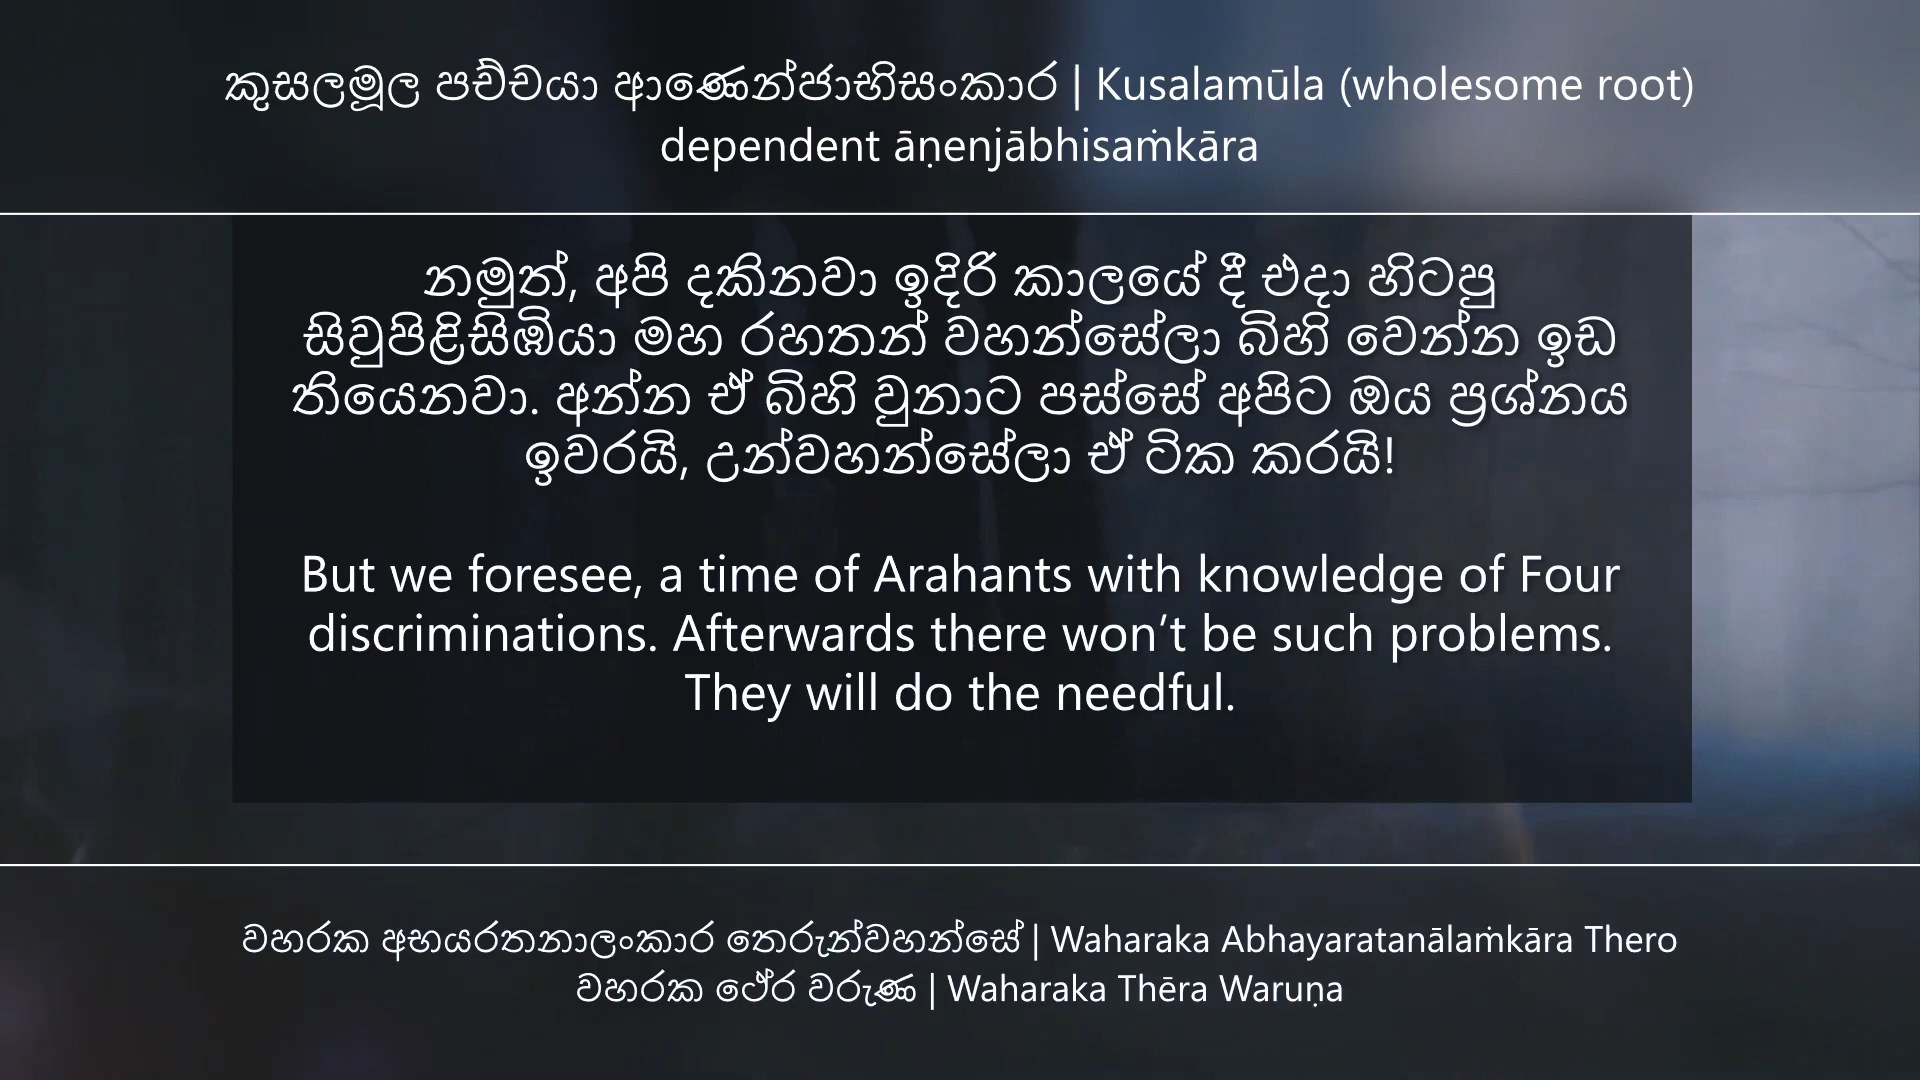 කුසලමූල පච්චයා ආණෙන්ජාභිසංකාර | Kusalamūla (wholesome root)
dependent āṇenjābhisaṁkāra
නමුත්, අපි දකිනවා ඉදිරි කාලයේ දී එදා හිටපු
සිවුපිළිසිඹියා මහ රහතන් වහන්සේලා බිහි වෙන්න ඉඩ
තියෙනවා. අන්න ඒ බිහි වුනාට පස්සේ අපිට ඔය ප්‍රශ්නය
ඉවරයි, උන්වහන්සේලා ඒ ටික කරයි!
But we foresee, a time of Arahants with knowledge of Four
discriminations. Afterwards there won’t be such problems.
They will do the needful.
වහරක අභයරතනාලංකාර තෙරුන්වහන්සේ | Waharaka Abhayaratanālaṁkāra Thero
වහරක ථේර වරුණ | Waharaka Thēra Waruṇa